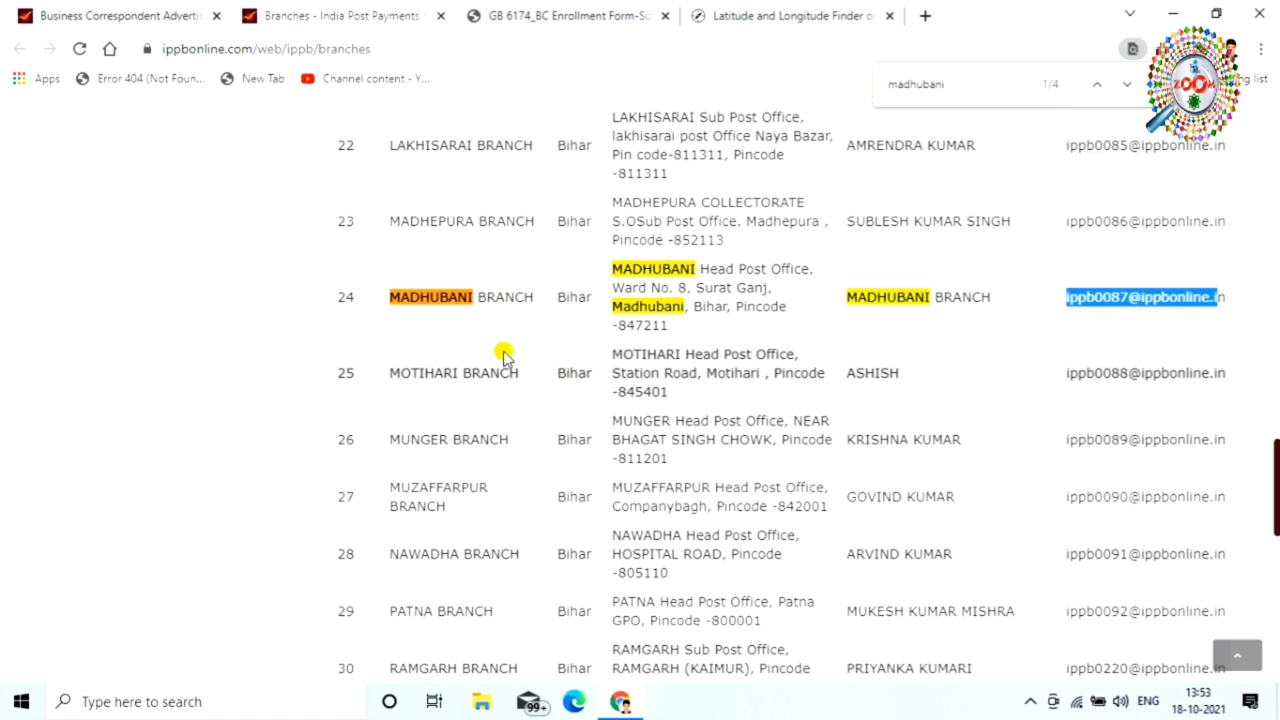 Business Correspondent Adverti
Branches - India Post Payments
GB 6174_BC Enrollment Form-Sc
Latitude and Longitude Finder o
ippbonline.com/web/ippb/branches
Apps
Error 404 (Not Foun...
New Tab
Channel content - Y...
madhubani
1/4
ng list
ZOOM
LAKHISARAI Sub Post Office,
22 LAKHISARAI BRANCH Bihar lakhisarai post Office Naya Bazar, AMRENDRA KUMAR ippb0085@ippbonline.in
Pin code-811311, Pincode
-811311
MADHEPURA COLLECTORATE
23 MADHEPURA BRANCH Bihar S.OSub Post Office, Madhepura , SUBLESH KUMAR SINGH ippb0086@ippbonline.in
Pincode -852113
MADHUBANI Head Post Office,
Ward No. 8, Surat Ganj,
24 MADHUBANI BRANCH Bihar Madhubani, Bihar, Pincode MADHUBANI BRANCH ippb0087@ippbonline.in
-847211
MOTIHARI Head Post Office,
25 MOTIHARI BRANCH Bihar Station Road, Motihari , Pincode ASHISH ippb0088@ippbonline.in
-845401
MUNGER Head Post Office, NEAR
26 MUNGER BRANCH Bihar BHAGAT SINGH CHOWK, Pincode KRISHNA KUMAR ippb0089@ippbonline.in
-811201
27 MUZAFFARPUR Bihar MUZAFFARPUR Head Post Office, GOVIND KUMAR ippb0090@ippbonline.in
BRANCH Companybagh, Pincode -842001
NAWADHA Head Post Office,
28 NAWADHA BRANCH Bihar HOSPITAL ROAD, Pincode ARVIND KUMAR ippb0091@ippbonline.in
-805110
29 PATNA BRANCH Bihar PATNA Head Post Office, Patna MUKESH KUMAR MISHRA ippb0092@ippbonline.in
GPO, Pincode -800001
RAMGARH Sub Post Office,
30 RAMGARH BRANCH Bihar RAMGARH (KAIMUR), Pincode PRIYANKA KUMARI ippb0220@ippbonline.in
Type here to search
99+
ENG
13:53
18-10-2021